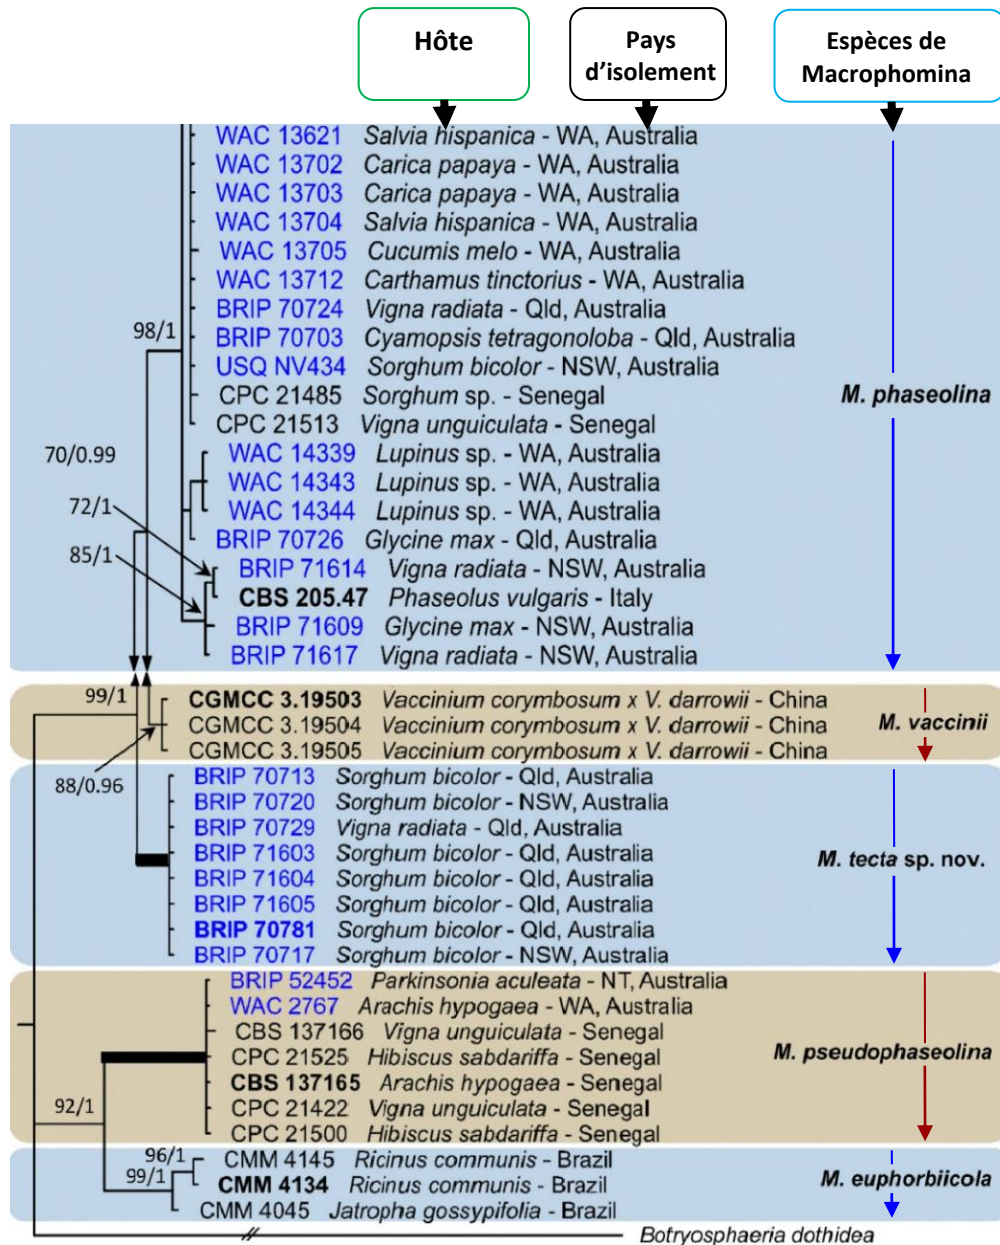 Hôte
Pays d'isolement
Espèces de Macrophomina
WAC 13621 Salvia hispanica - WA, Australia
WAC 13702 Carica papaya - WA, Australia
WAC 13703 Carica papaya - WA, Australia
WAC 13704 Salvia hispanica - WA, Australia
WAC 13705 Cucumis melo - WA, Australia
WAC 13712 Carthamus tinctorius - WA, Australia
BRIP 70724 Vigna radiata - Qld, Australia
98/1
BRIP 70703 Cyamopsis tetragonoloba - Qld, Australia
USQ NV434 Sorghum bicolor - NSW, Australia
CPC 21485 Sorghum sp. - Senegal
M. phaseolina
CPC 21513 Vigna unguiculata - Senegal
70/0.99
WAC 14339 Lupinus sp. - WA, Australia
WAC 14343 Lupinus sp. - WA, Australia
72/1
WAC 14344 Lupinus sp. - WA, Australia
BRIP 70726 Glycine max - Qld, Australia
85/1
BRIP 71614 Vigna radiata - NSW, Australia
CBS 205.47 Phaseolus vulgaris - Italy
BRIP 71609 Glycine max - NSW, Australia
BRIP 71617 Vigna radiata - NSW, Australia
99/1
CGMCC 3.19503 Vaccinium corymbosum x V. darrowii - China
CGMCC 3.19504 Vaccinium corymbosum x V. darrowii - China
M. vaccinii
CGMCC 3.19505 Vaccinium corymbosum x V. darrowii - China
88/0.96
BRIP 70713 Sorghum bicolor - Qld, Australia
BRIP 70720 Sorghum bicolor - NSW, Australia
BRIP 70729 Vigna radiata - Qld, Australia
BRIP 71603 Sorghum bicolor - Qld, Australia
M. tecta sp. nov.
BRIP 71604 Sorghum bicolor - Qld, Australia
BRIP 71605 Sorghum bicolor - Qld, Australia
BRIP 70781 Sorghum bicolor - Qld, Australia
BRIP 70717 Sorghum bicolor - NSW, Australia
BRIP 52452 Parkinsonia aculeata - NT, Australia
WAC 2767 Arachis hypogaea - WA, Australia
CBS 137166 Vigna unguiculata - Senegal
CPC 21525 Hibiscus sabdariffa - Senegal
M. pseudophaseolina
CBS 137165 Arachis hypogaea - Senegal
92/1
CPC 21422 Vigna unguiculata - Senegal
CPC 21500 Hibiscus sabdariffa - Senegal
96/1
CMM 4145 Ricinus communis - Brazil
99/1
CMM 4134 Ricinus communis - Brazil
M. euphorbiicola
CMM 4045 Jatropha gossypifolia - Brazil
Botryosphaeria dothidea